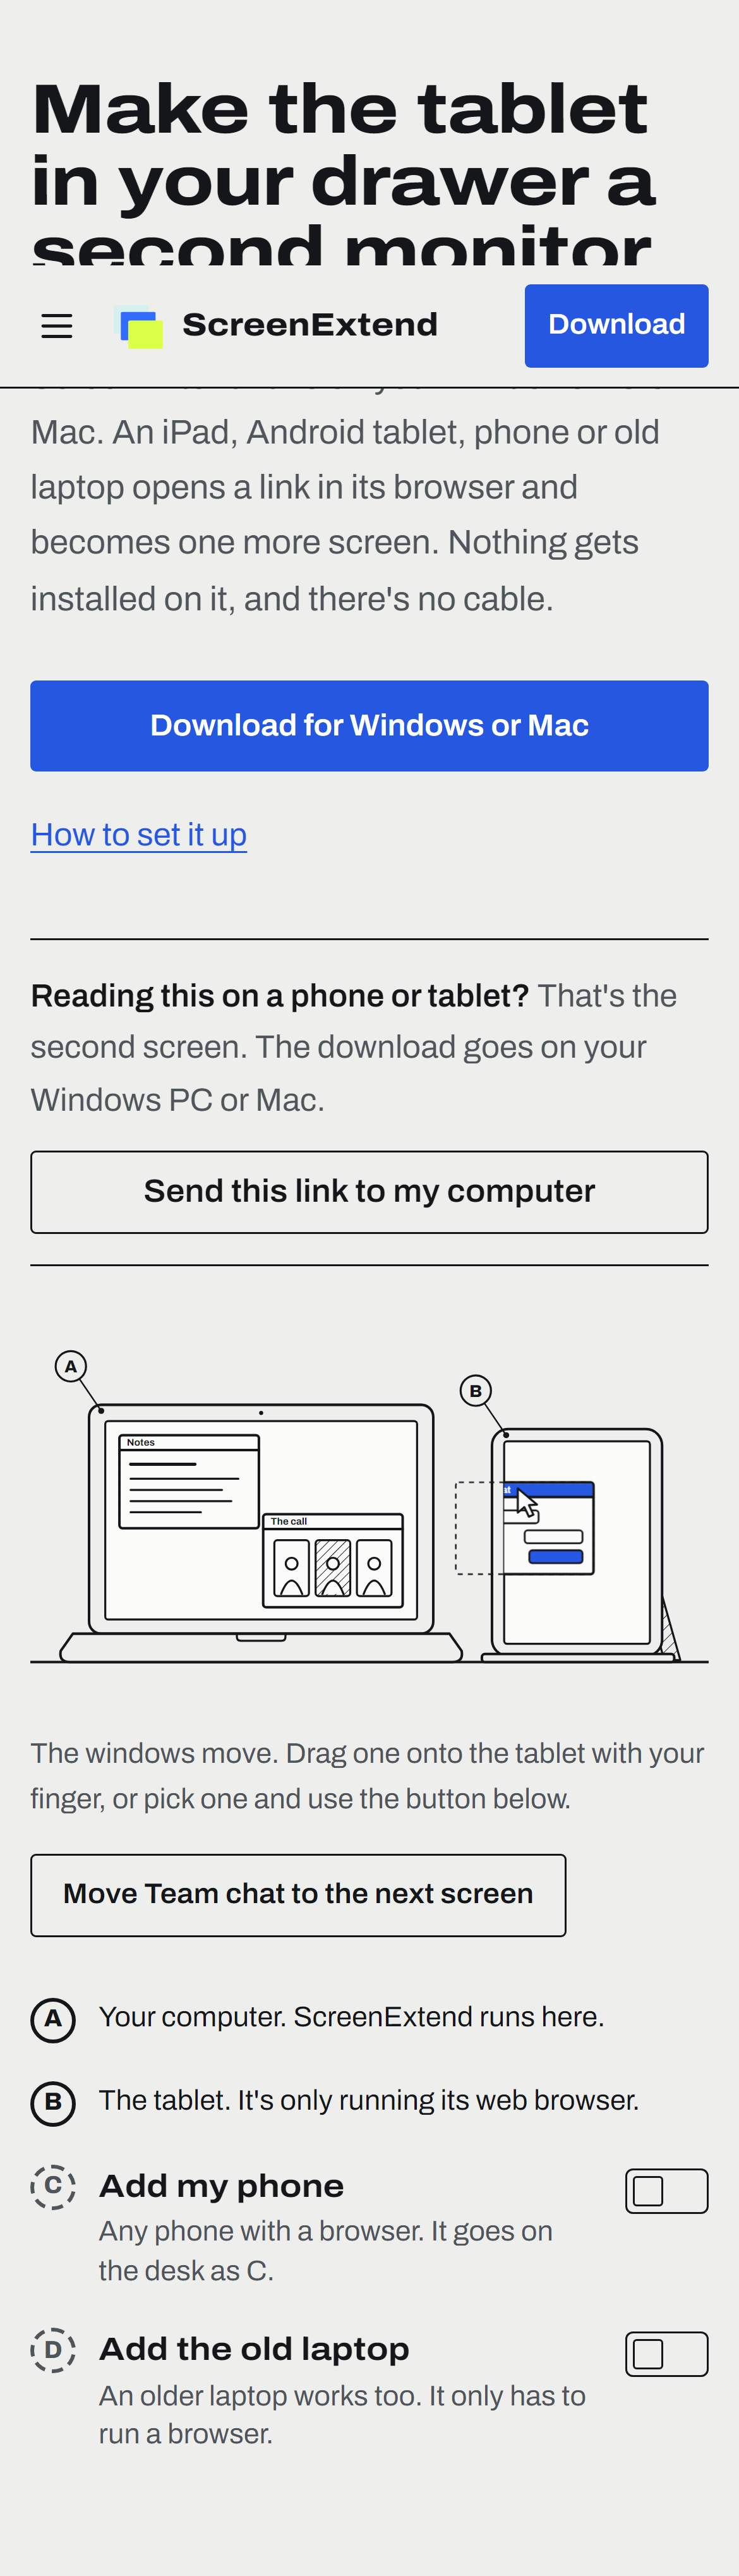 Make the tablet
in your drawer a
second monitor
ScreenExtend
Download
Mac. An iPad, Android tablet, phone or old
laptop opens a link in its browser and
becomes one more screen. Nothing gets
installed on it, and there's no cable.
Download for Windows or Mac
How to set it up
Reading this on a phone or tablet? That's the
second screen. The download goes on your
Windows PC or Mac.
Send this link to my computer
A
B
Notes
The call
at
The windows move. Drag one onto the tablet with your
finger, or pick one and use the button below.
Move Team chat to the next screen
A Your computer. ScreenExtend runs here.
B The tablet. It's only running its web browser.
C Add my phone
Any phone with a browser. It goes on
the desk as C.
D Add the old laptop
An older laptop works too. It only has to
run a browser.